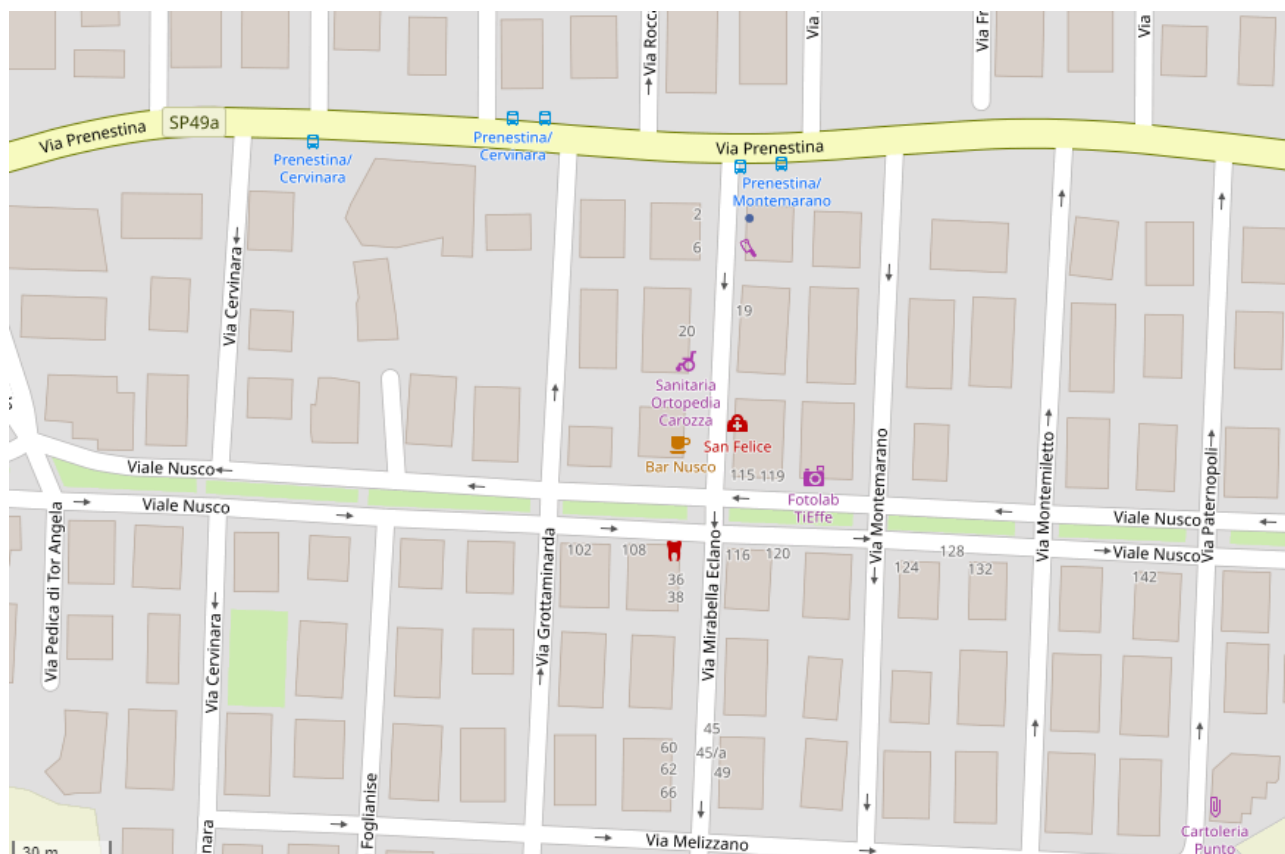 Via Rocca
Via
Via Fr
Via
SP49a
Via Prenestina
Via Prenestina
Prenestina/
Cervinara
Prenestina/
Cervinara
Prenestina/
Montemarano
2
6
Via Cervinara
19
20
Sanitaria
Ortopedia
Carozza
San Felice
Bar Nusco
115 119
Fotolab
TiEffe
Viale Nusco
Viale Nusco
Viale Nusco
Viale Nusco
Via Montemarano
Via Montemiletto
Via Paternopoli
Via Pedica di Tor Angela
Via Grottaminarda
Via Mirabella Eclano
102
108
116
120
128
124
132
142
36
38
Via Cervinara
45
45/a
49
60
62
66
Foglianise
nara
Via Melizzano
Cartoleria
Punto
30 m